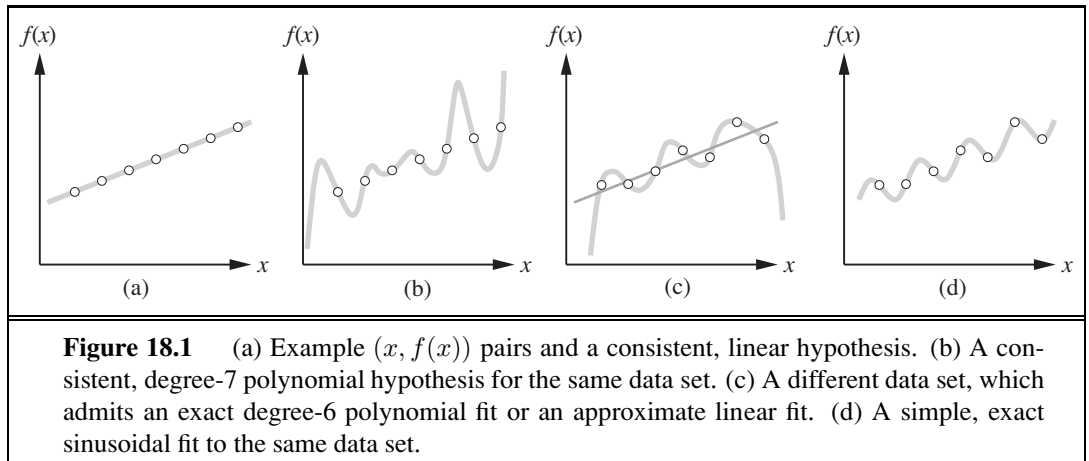 f(x) f(x) f(x) f(x)
x x x x
(a) (b) (c) (d)
Figure 18.1 (a) Example (x, f(x)) pairs and a consistent, linear hypothesis. (b) A con-
sistent, degree-7 polynomial hypothesis for the same data set. (c) A different data set, which
admits an exact degree-6 polynomial fit or an approximate linear fit. (d) A simple, exact
sinusoidal fit to the same data set.